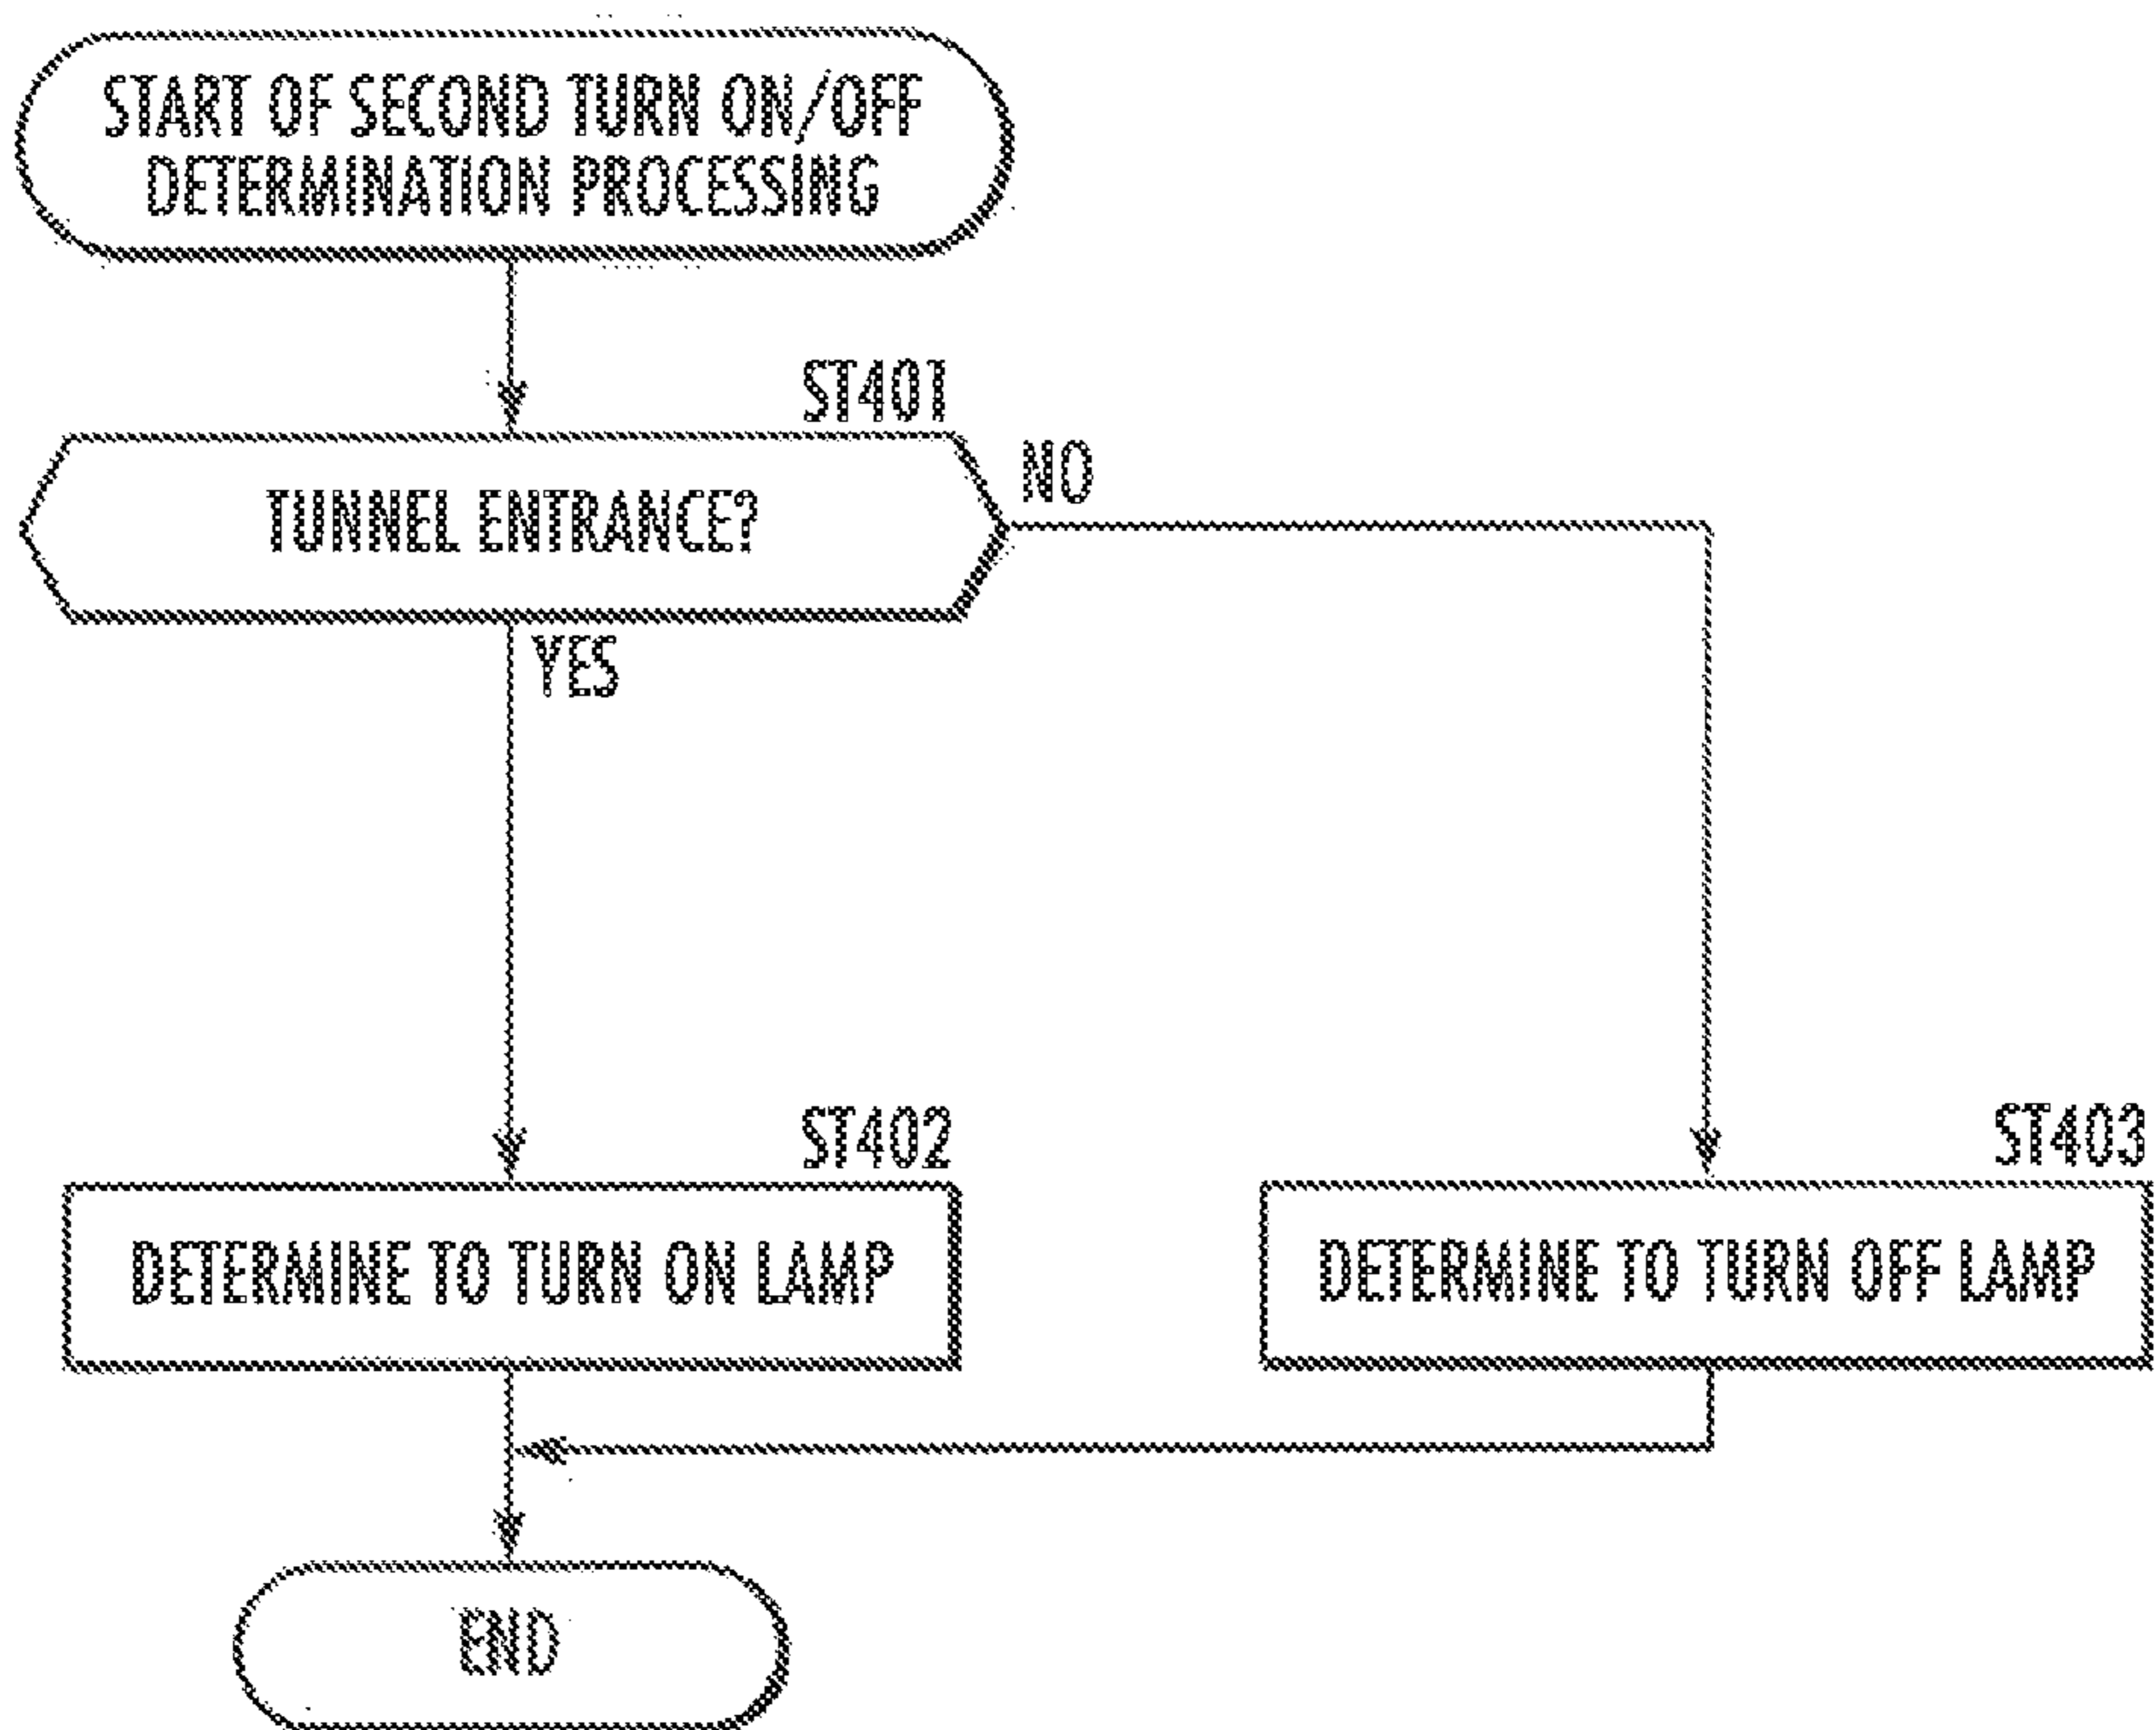 START OF SECOND TURN ON/OFF
DETERMINATION PROCESSING
ST401
TUNNEL ENTRANCE?
NO
YES
ST402
DETERMINE TO TURN ON LAMP
ST403
DETERMINE TO TURN OFF LAMP
END